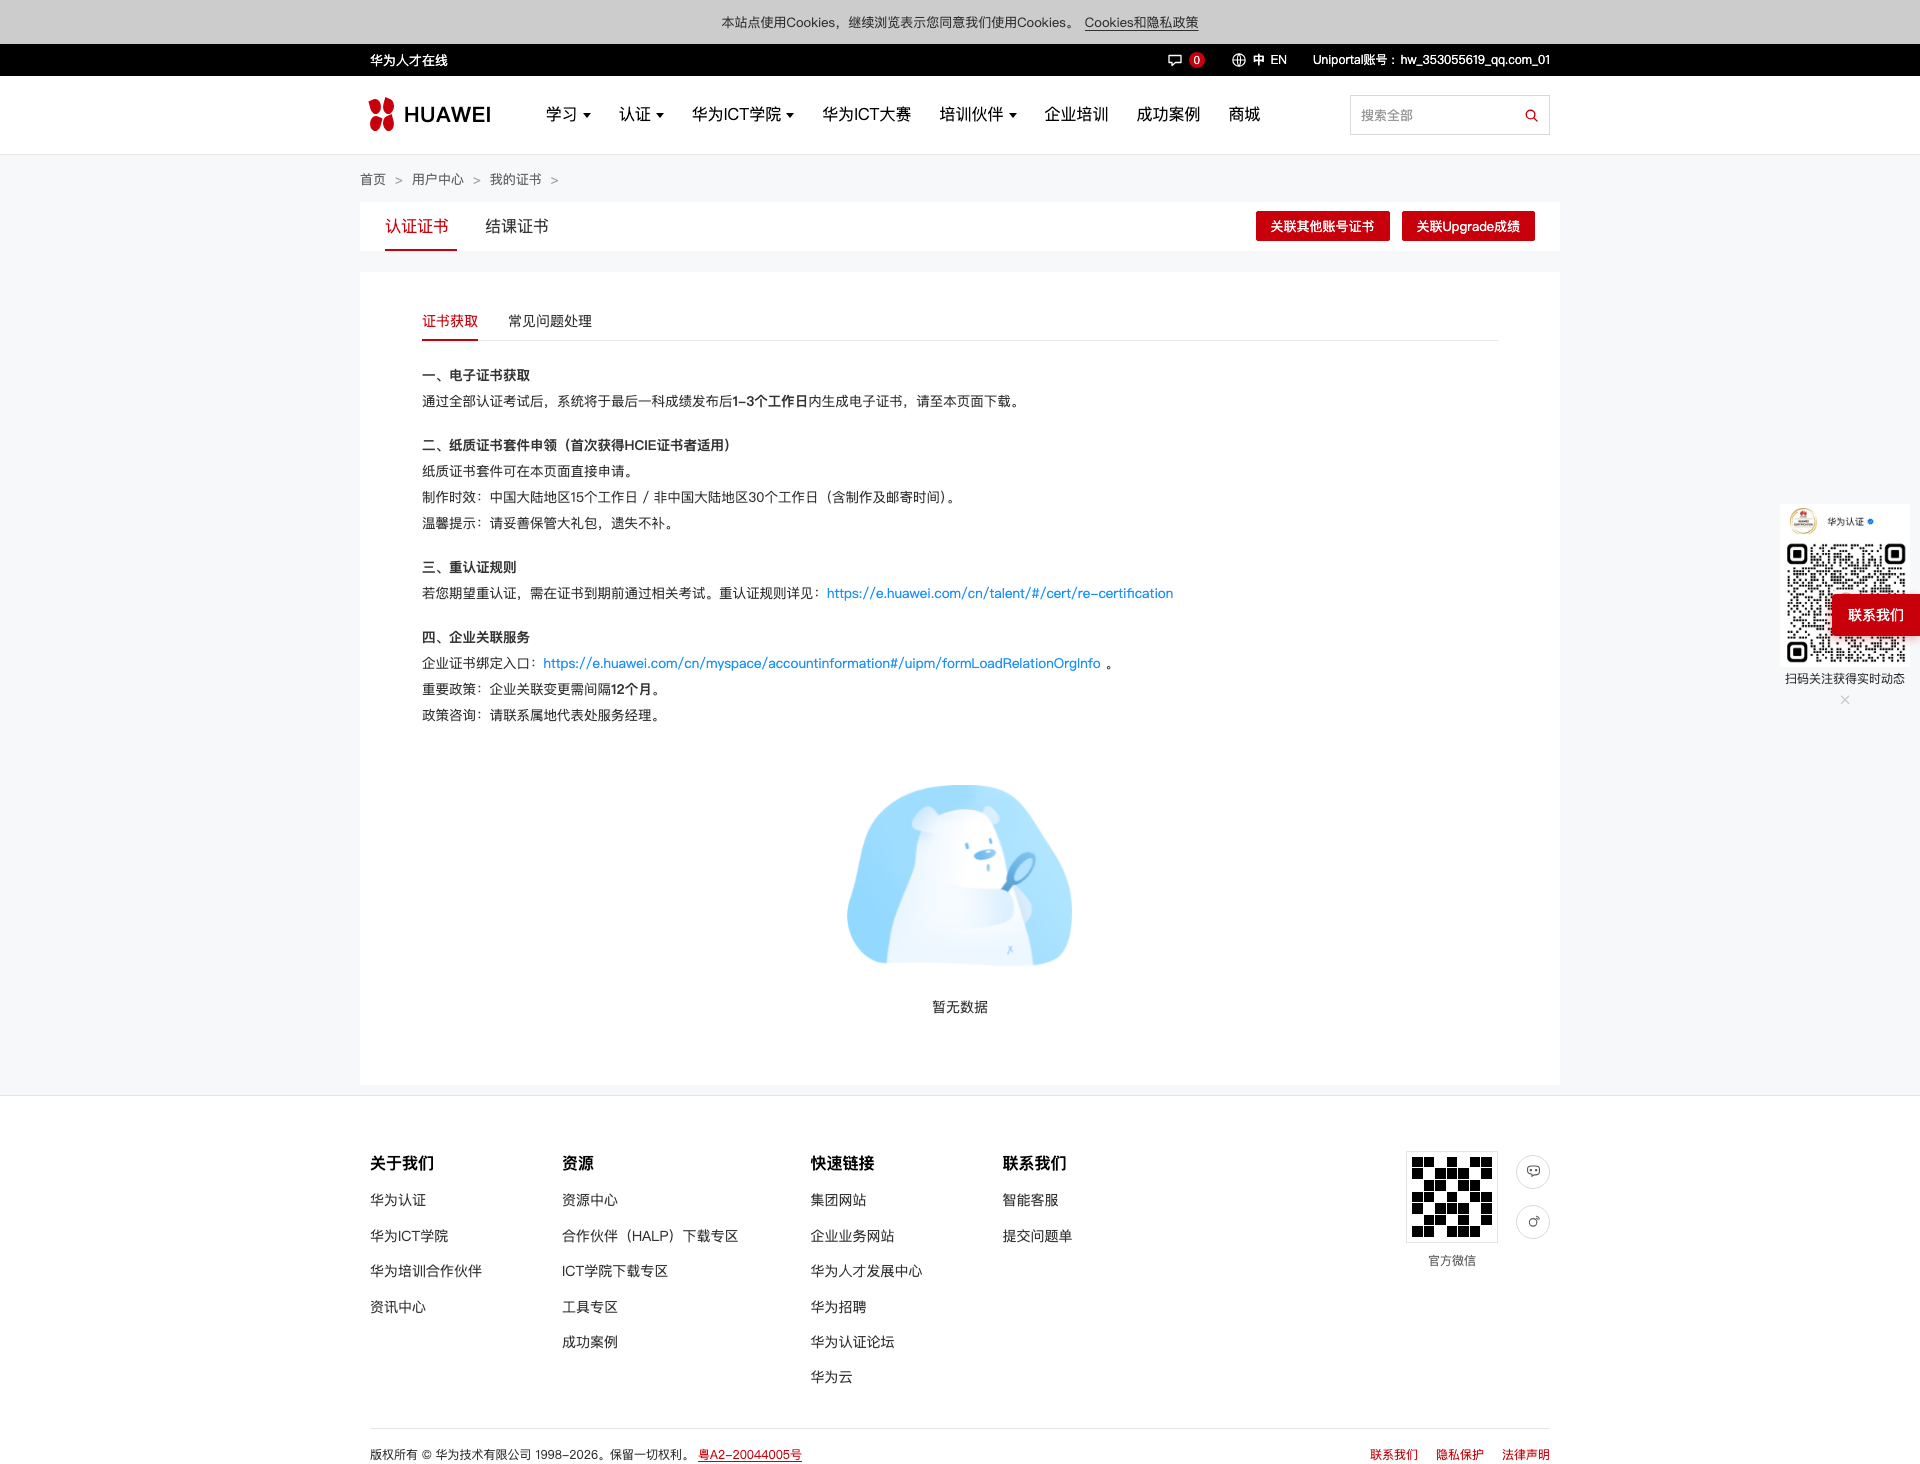 本站点使用Cookies，继续浏览表示您同意我们使用Cookies。 Cookies和隐私政策
华为人才在线
0
中 EN
Uniportal账号： hw_353055619_qq.com_01
HUAWEI
学习
认证
华为ICT学院
华为ICT大赛
培训伙伴
企业培训
成功案例
商城
搜索全部
首页 > 用户中心 > 我的证书 >
认证证书
结课证书
关联其他账号证书
关联Upgrade成绩
证书获取
常见问题处理
一、电子证书获取
通过全部认证考试后，系统将于最后一科成绩发布后1-3个工作日内生成电子证书，请至本页面下载。
二、纸质证书套件申领（首次获得HCIE证书者适用）
纸质证书套件可在本页面直接申请。
制作时效：中国大陆地区15个工作日 / 非中国大陆地区30个工作日（含制作及邮寄时间）。
温馨提示：请妥善保管大礼包，遗失不补。
三、重认证规则
若您期望重认证，需在证书到期前通过相关考试。重认证规则详见：https://e.huawei.com/cn/talent/#/cert/re-certification
四、企业关联服务
企业证书绑定入口：https://e.huawei.com/cn/myspace/accountinformation#/uipm/formLoadRelationOrgInfo 。
重要政策：企业关联变更需间隔12个月。
政策咨询：请联系属地代表处服务经理。
华为认证
联系我们
扫码关注获得实时动态
暂无数据
关于我们
华为认证
华为ICT学院
华为培训合作伙伴
资讯中心
资源
资源中心
合作伙伴（HALP）下载专区
ICT学院下载专区
工具专区
成功案例
快速链接
集团网站
企业业务网站
华为人才发展中心
华为招聘
华为认证论坛
华为云
联系我们
智能客服
提交问题单
官方微信
版权所有 © 华为技术有限公司 1998-2026。保留一切权利。 粤A2-20044005号
联系我们
隐私保护
法律声明